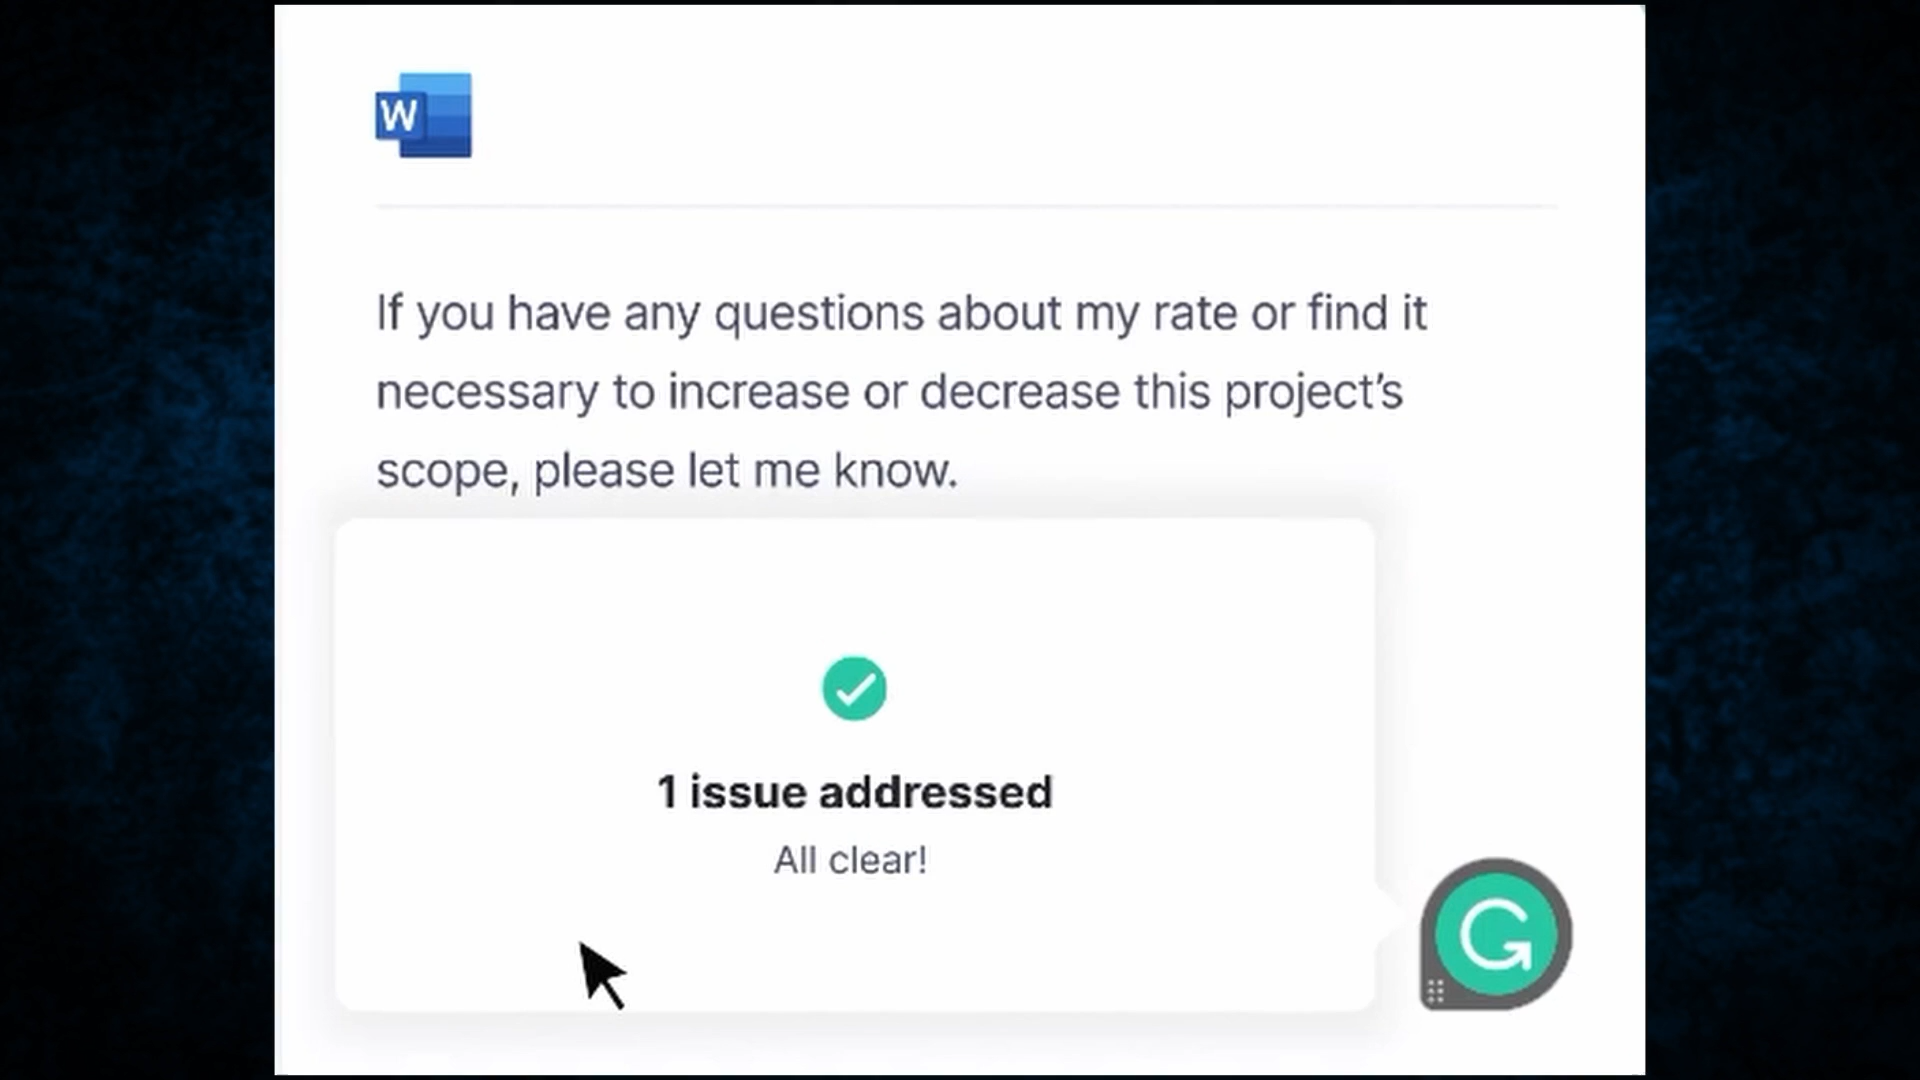 W
If you have any questions about my rate or find it
necessary to increase or decrease this project’s
scope, please let me know.
1 issue addressed
All clear!
G